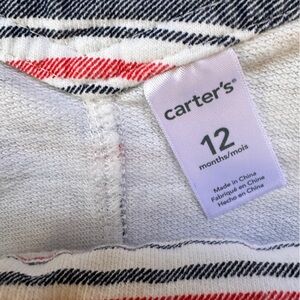 carter's®
12
months/mois
Made in China
Fabriqué en Chine
Hecho en China